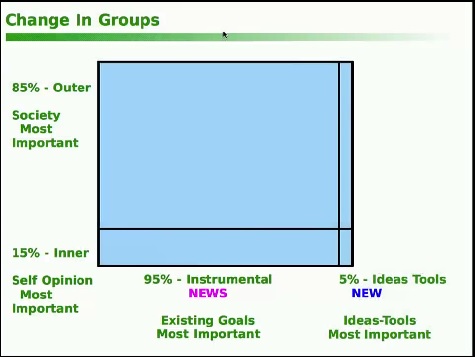 Change In Groups
85% - Outer
Society
Most
Important
15% - Inner
Self Opinion
Most
Important
95% - Instrumental
NEWS
Existing Goals
Most Important
5% - Ideas Tools
NEW
Ideas-Tools
Most Important